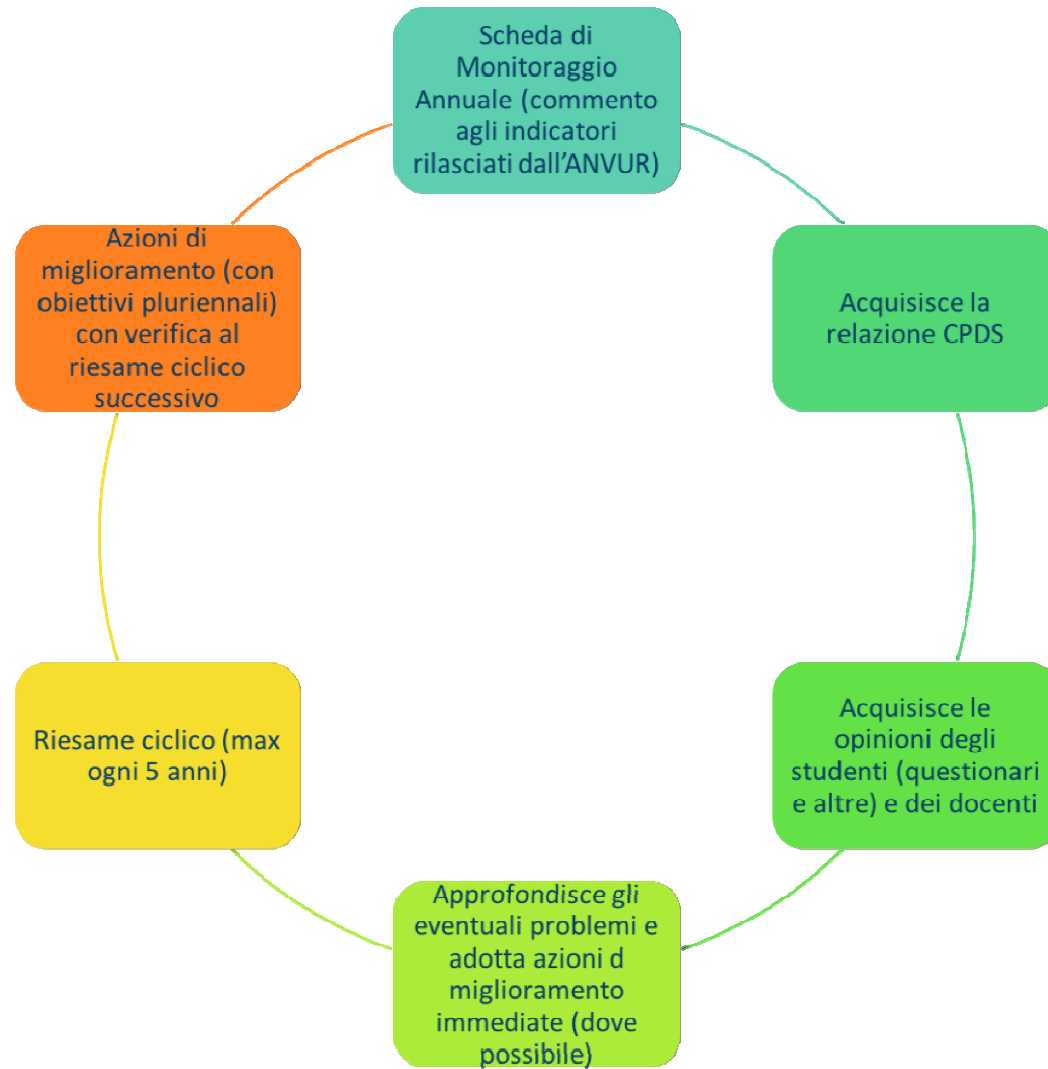 Scheda di
Monitoraggio
Annuale (commento
agli indicatori
rilasciati dall'ANVUR)
Acquisisce la
relazione CPDS
Acquisisce le
opinioni degli
studenti (questionari
e altre) e dei docenti
Approfondisce gli
eventuali problemi e
adotta azioni d
miglioramento
immediate (dove
possibile)
Riesame ciclico (max
ogni 5 anni)
Azioni di
miglioramento (con
obiettivi pluriennali)
con verifica al
riesame ciclico
successivo